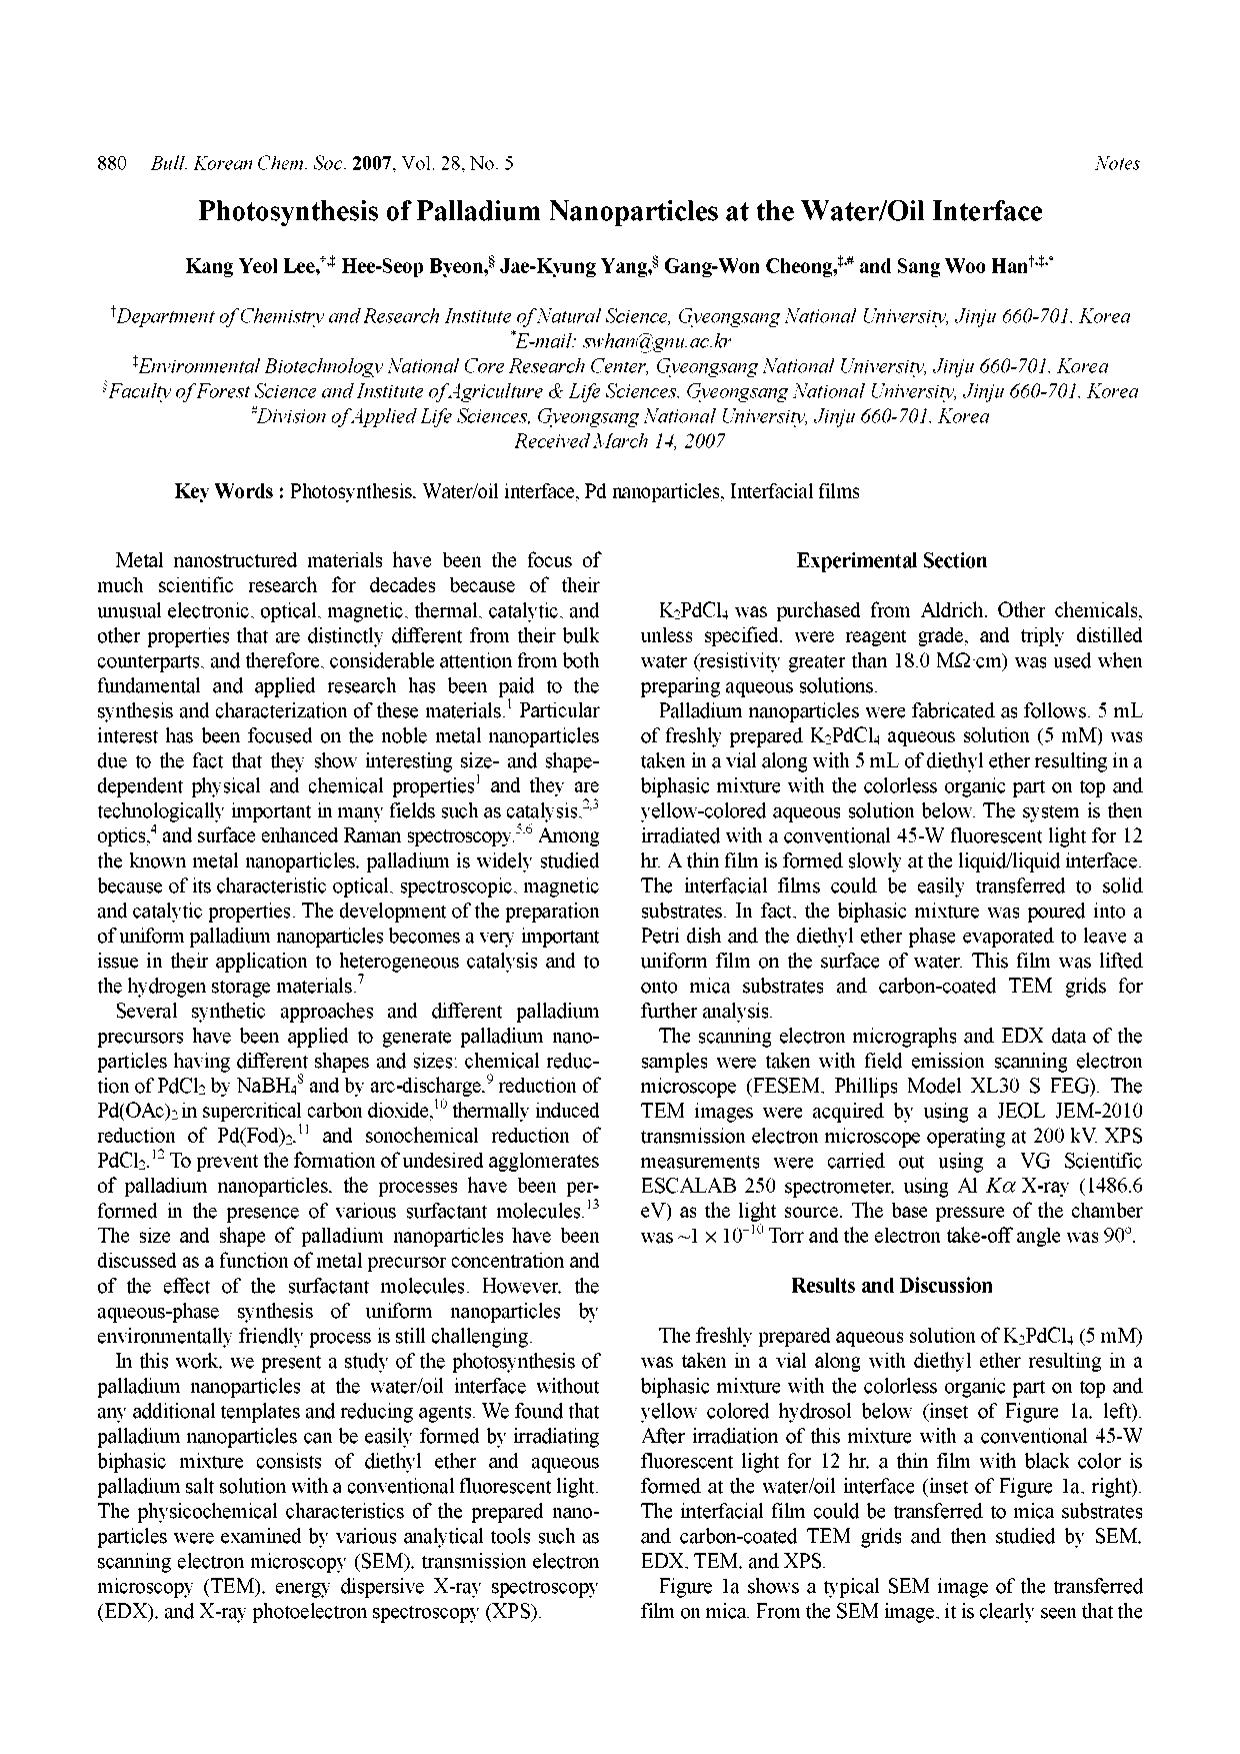 880 Bull. Korean Chem. Soc. 2007, Vol. 28, No. 5
Notes
Photosynthesis of Palladium Nanoparticles at the Water/Oil Interface
Kang Yeol Lee,†,‡ Hee-Seop Byeon,§ Jae-Kyung Yang,§ Gang-Won Cheong,‡,# and Sang Woo Han†,‡,*
†Department of Chemistry and Research Institute of Natural Science, Gyeongsang National University, Jinju 660-701, Korea
*E-mail: swhan@gnu.ac.kr
‡Environmental Biotechnology National Core Research Center, Gyeongsang National University, Jinju 660-701, Korea
§Faculty of Forest Science and Institute of Agriculture & Life Sciences, Gyeongsang National University, Jinju 660-701, Korea
#Division of Applied Life Sciences, Gyeongsang National University, Jinju 660-701, Korea
Received March 14, 2007
Key Words : Photosynthesis, Water/oil interface, Pd nanoparticles, Interfacial films
Metal nanostructured materials have been the focus of
much scientific research for decades because of their
unusual electronic, optical, magnetic, thermal, catalytic, and
other properties that are distinctly different from their bulk
counterparts, and therefore, considerable attention from both
fundamental and applied research has been paid to the
synthesis and characterization of these materials.1 Particular
interest has been focused on the noble metal nanoparticles
due to the fact that they show interesting size- and shape-
dependent physical and chemical properties1 and they are
technologically important in many fields such as catalysis,2,3
optics,4 and surface enhanced Raman spectroscopy.5,6 Among
the known metal nanoparticles, palladium is widely studied
because of its characteristic optical, spectroscopic, magnetic
and catalytic properties. The development of the preparation
of uniform palladium nanoparticles becomes a very important
issue in their application to heterogeneous catalysis and to
the hydrogen storage materials.7
Several synthetic approaches and different palladium
precursors have been applied to generate palladium nano-
particles having different shapes and sizes: chemical reduc-
tion of PdCl2 by NaBH4 8 and by arc-discharge,9 reduction of
Pd(OAc)2 in supercritical carbon dioxide,10 thermally induced
reduction of Pd(Fod)2,11 and sonochemical reduction of
PdCl2.12 To prevent the formation of undesired agglomerates
of palladium nanoparticles, the processes have been per-
formed in the presence of various surfactant molecules.13
The size and shape of palladium nanoparticles have been
discussed as a function of metal precursor concentration and
of the effect of the surfactant molecules. However, the
aqueous-phase synthesis of uniform nanoparticles by
environmentally friendly process is still challenging.
In this work, we present a study of the photosynthesis of
palladium nanoparticles at the water/oil interface without
any additional templates and reducing agents. We found that
palladium nanoparticles can be easily formed by irradiating
biphasic mixture consists of diethyl ether and aqueous
palladium salt solution with a conventional fluorescent light.
The physicochemical characteristics of the prepared nano-
particles were examined by various analytical tools such as
scanning electron microscopy (SEM), transmission electron
microscopy (TEM), energy dispersive X-ray spectroscopy
(EDX), and X-ray photoelectron spectroscopy (XPS).
Experimental Section
K2PdCl4 was purchased from Aldrich. Other chemicals,
unless specified, were reagent grade, and triply distilled
water (resistivity greater than 18.0 MΩ·cm) was used when
preparing aqueous solutions.
Palladium nanoparticles were fabricated as follows. 5 mL
of freshly prepared K2PdCl4 aqueous solution (5 mM) was
taken in a vial along with 5 mL of diethyl ether resulting in a
biphasic mixture with the colorless organic part on top and
yellow-colored aqueous solution below. The system is then
irradiated with a conventional 45-W fluorescent light for 12
hr. A thin film is formed slowly at the liquid/liquid interface.
The interfacial films could be easily transferred to solid
substrates. In fact, the biphasic mixture was poured into a
Petri dish and the diethyl ether phase evaporated to leave a
uniform film on the surface of water. This film was lifted
onto mica substrates and carbon-coated TEM grids for
further analysis.
The scanning electron micrographs and EDX data of the
samples were taken with field emission scanning electron
microscope (FESEM, Phillips Model XL30 S FEG). The
TEM images were acquired by using a JEOL JEM-2010
transmission electron microscope operating at 200 kV. XPS
measurements were carried out using a VG Scientific
ESCALAB 250 spectrometer, using Al Kα X-ray (1486.6
eV) as the light source. The base pressure of the chamber
was ~1 × 10−10 Torr and the electron take-off angle was 90°.
Results and Discussion
The freshly prepared aqueous solution of K2PdCl4 (5 mM)
was taken in a vial along with diethyl ether resulting in a
biphasic mixture with the colorless organic part on top and
yellow colored hydrosol below (inset of Figure 1a, left).
After irradiation of this mixture with a conventional 45-W
fluorescent light for 12 hr, a thin film with black color is
formed at the water/oil interface (inset of Figure 1a, right).
The interfacial film could be transferred to mica substrates
and carbon-coated TEM grids and then studied by SEM,
EDX, TEM, and XPS.
Figure 1a shows a typical SEM image of the transferred
film on mica. From the SEM image, it is clearly seen that the